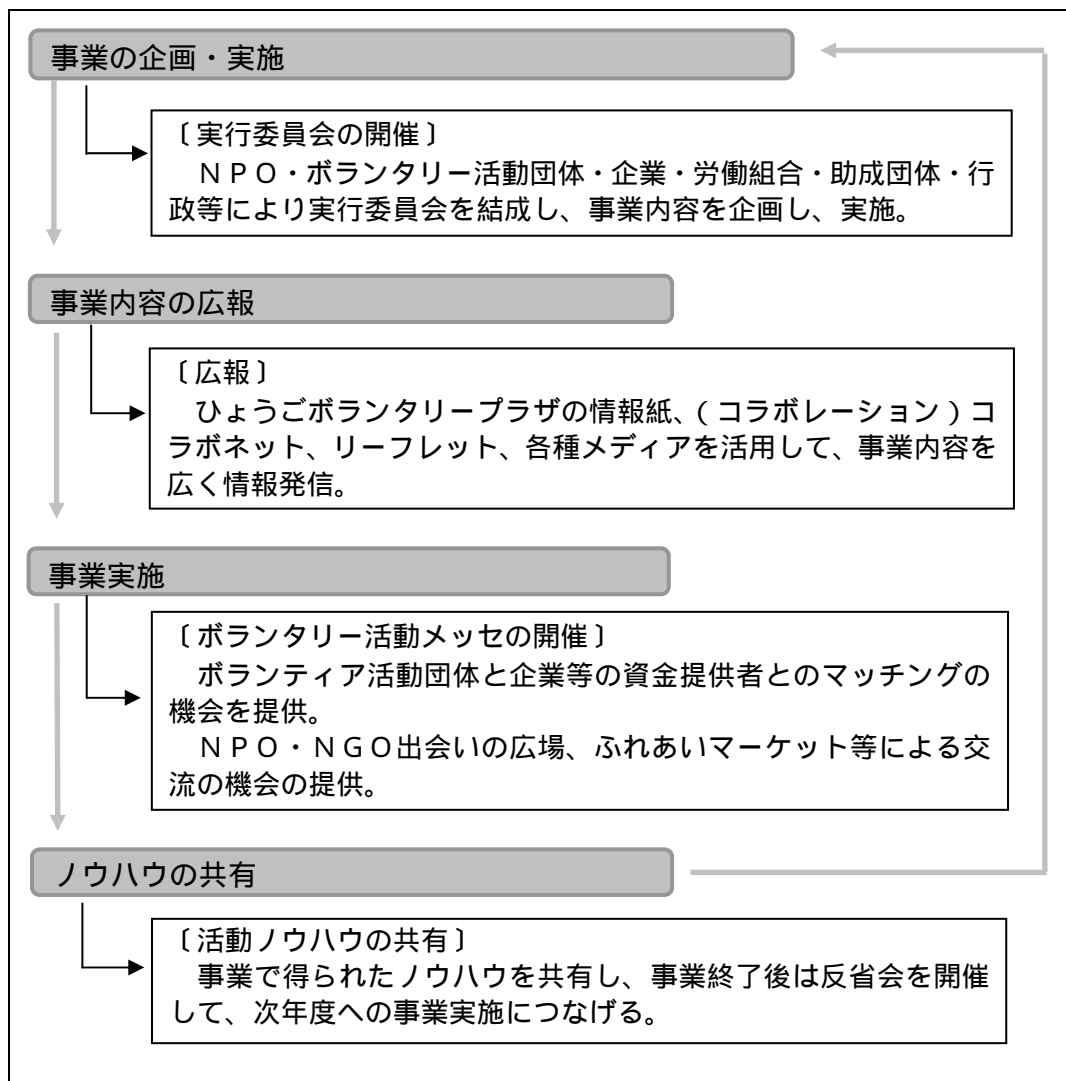 事業の企画・実施
〔実行委員会の開催〕
ＮＰＯ・ボランタリー活動団体・企業・労働組合・助成団体・行
政等により実行委員会を結成し、事業内容を企画し、実施。
事業内容の広報
〔広報〕
ひょうごボランタリープラザの情報紙、（コラボレーション）コ
ラボネット、リーフレット、各種メディアを活用して、事業内容を
広く情報発信。
事業実施
〔ボランタリー活動メッセの開催〕
ボランティア活動団体と企業等の資金提供者とのマッチングの
機会を提供。
ＮＰＯ・ＮＧＯ出会いの広場、ふれあいマーケット等による交
流の機会の提供。
ノウハウの共有
〔活動ノウハウの共有〕
事業で得られたノウハウを共有し、事業終了後は反省会を開催
して、次年度への事業実施につなげる。